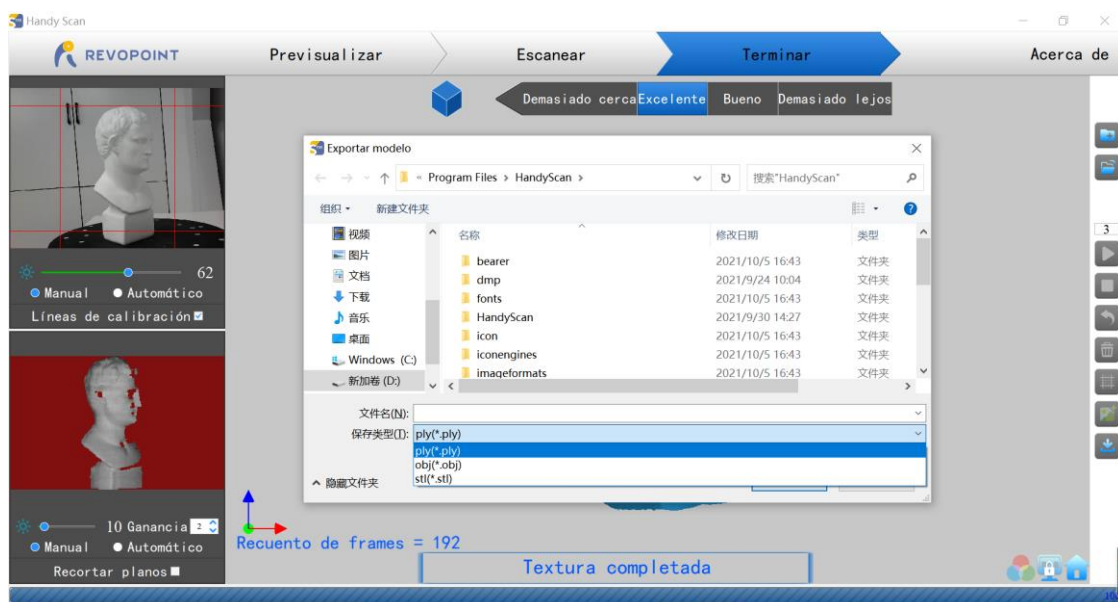 Handy Scan
REVOPOINT
Previsualizar
Escanear
Terminar
Acerca de
Demasiado cerca Excelente Bueno Demasiado lejos
62
Manual Automático
Líneas de calibración
10 Ganancia 2
Manual Automático
Recortar planos
Exportar modelo
« Program Files › HandyScan ›
搜索"HandyScan"
组织
新建文件夹
视频
图片
文档
下载
音乐
桌面
Windows (C:)
新加卷 (D:)
名称 修改日期 类型
bearer 2021/10/5 16:43 文件夹
dmp 2021/9/24 10:04 文件夹
fonts 2021/10/5 16:43 文件夹
HandyScan 2021/9/30 14:27 文件夹
icon 2021/10/5 16:43 文件夹
iconengines 2021/10/5 16:43 文件夹
imageformats 2021/10/5 16:43 文件夹
文件名(N):
保存类型(T): ply(*.ply)
ply(*.ply)
obj(*.obj)
stl(*.stl)
隐藏文件夹
3
Recuento de frames = 192
Textura completada